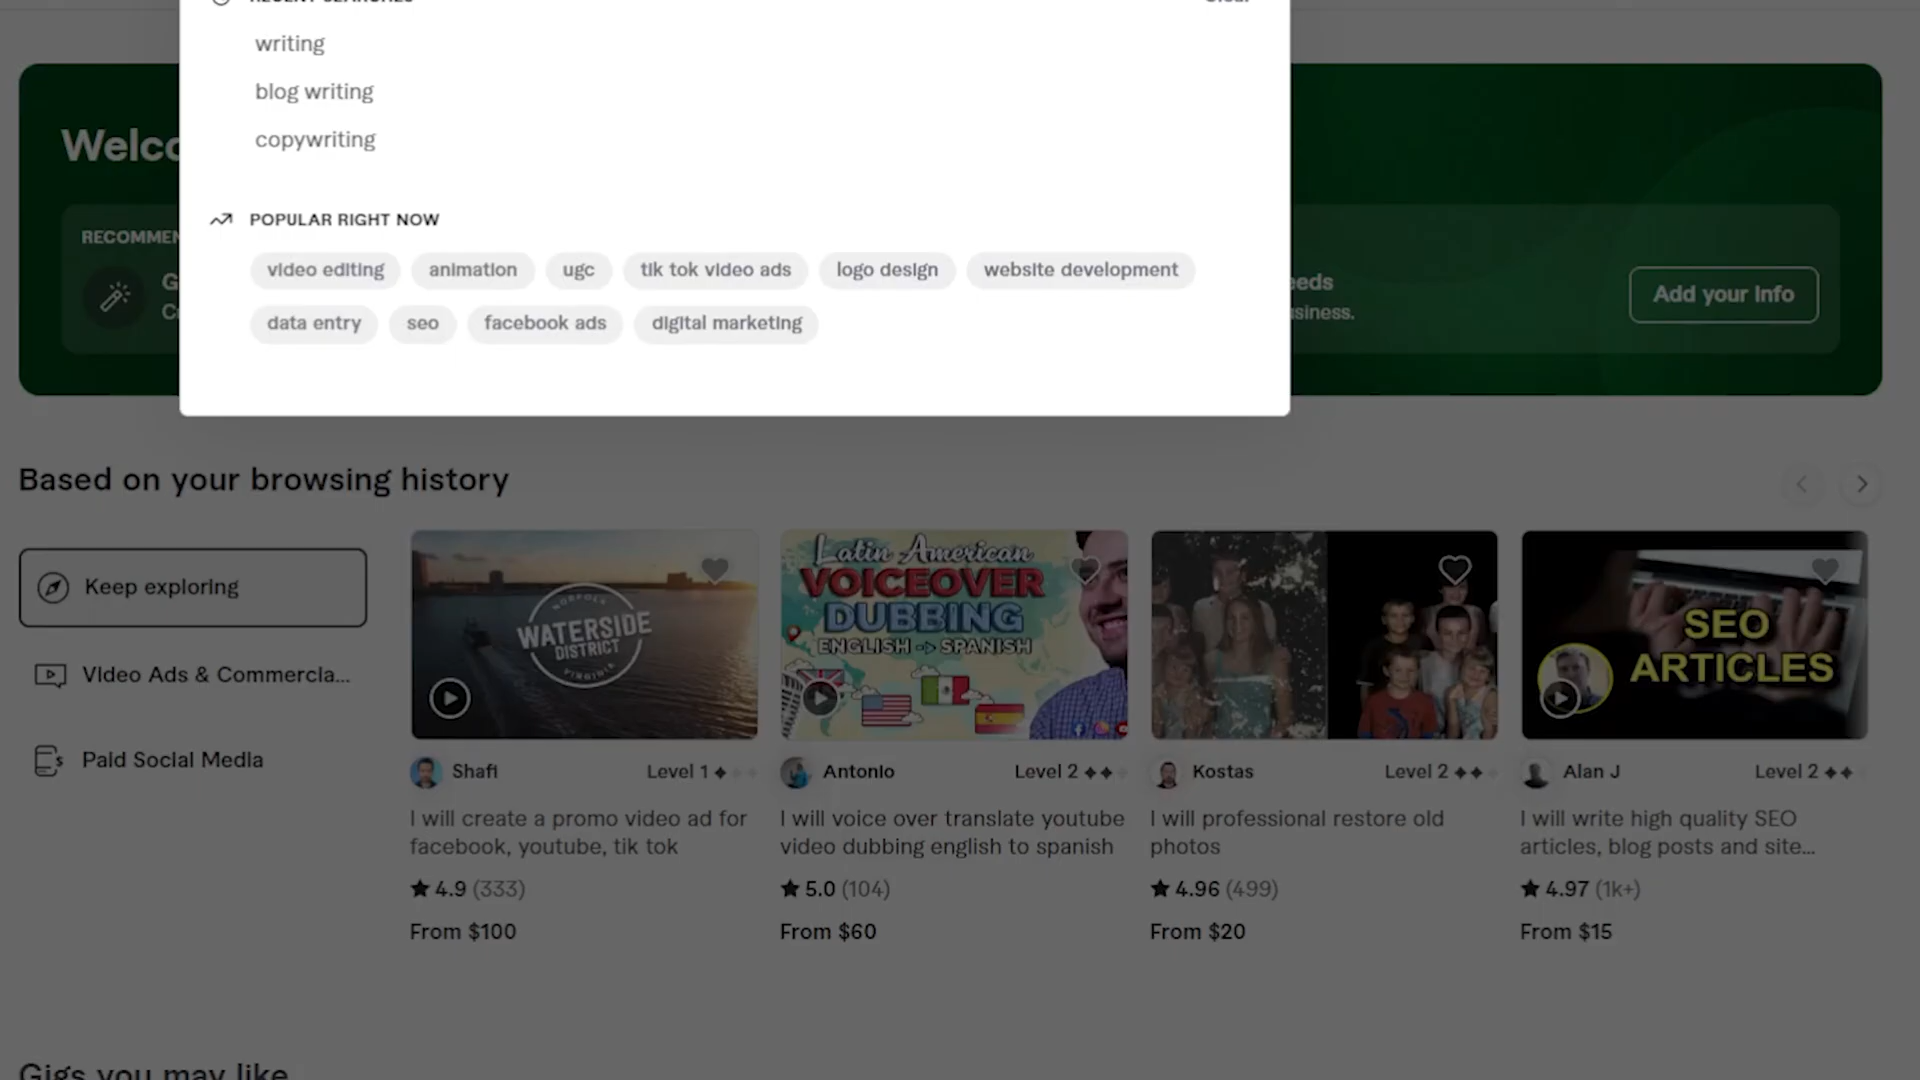 RECENT SEARCHES
Clear
writing
blog writing
copywriting
POPULAR RIGHT NOW
video editing
animation
ugc
tik tok video ads
logo design
website development
data entry
seo
facebook ads
digital marketing
Welco
RECOMMEN
G
C
eeds
siness.
Add your info
Based on your browsing history
Keep exploring
Video Ads & Commercia...
Paid Social Media
NORFOLK
WATERSIDE
DISTRICT
VIRGINIA
Latin American
VOICEOVER
DUBBING
ENGLISH -> SPANISH
SEO
ARTICLES
Shafi
Level 1
I will create a promo video ad for
facebook, youtube, tik tok
4.9 (333)
From $100
Antonio
Level 2
I will voice over translate youtube
video dubbing english to spanish
5.0 (104)
From $60
Kostas
Level 2
I will professional restore old
photos
4.96 (499)
From $20
Alan J
Level 2
I will write high quality SEO
articles, blog posts and site...
4.97 (1k+)
From $15
Gigs you may like